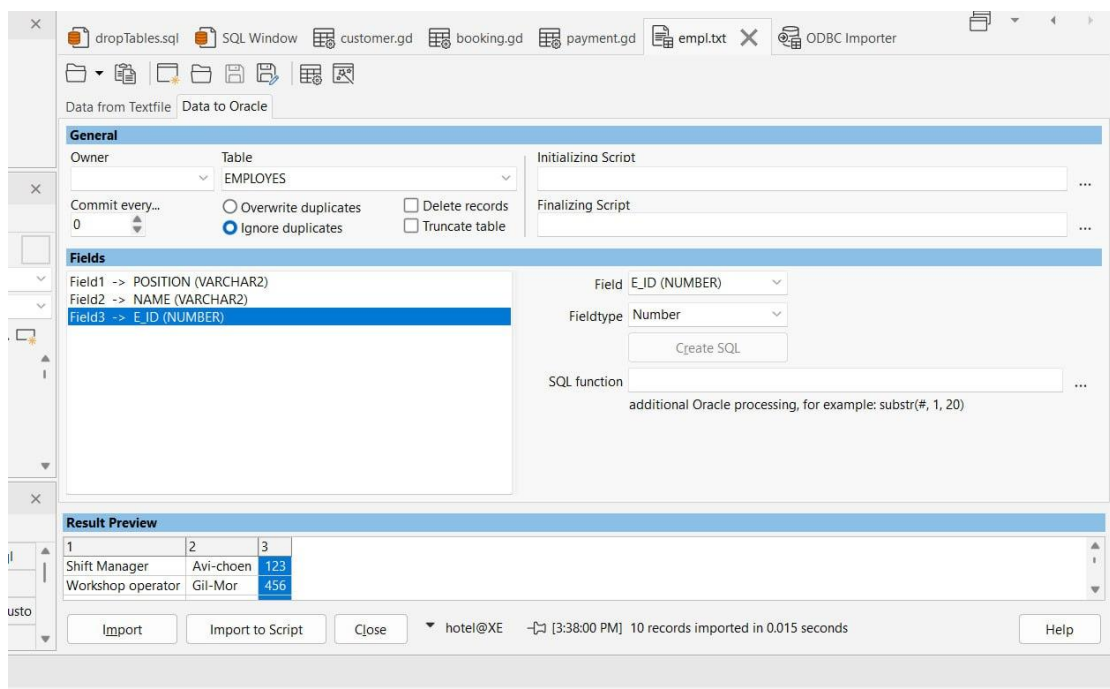 dropTables.sql SQL Window customer.gd booking.gd payment.gd empl.txt ODBC Importer
Data from Textfile Data to Oracle
General
Owner Table Initializing Script
EMPLOYES ...
Commit every... Overwrite duplicates Delete records Finalizing Script
0 Ignore duplicates Truncate table ...
Fields
Field1 -> POSITION (VARCHAR2) Field E_ID (NUMBER)
Field2 -> NAME (VARCHAR2)
Field3 -> E_ID (NUMBER) Fieldtype Number
Create SQL
SQL function ...
additional Oracle processing, for example: substr(#, 1, 20)
Result Preview
1 2 3
Shift Manager Avi-choen 123
Workshop operator Gil-Mor 456
usto
Import Import to Script Close hotel@XE [3:38:00 PM] 10 records imported in 0.015 seconds Help